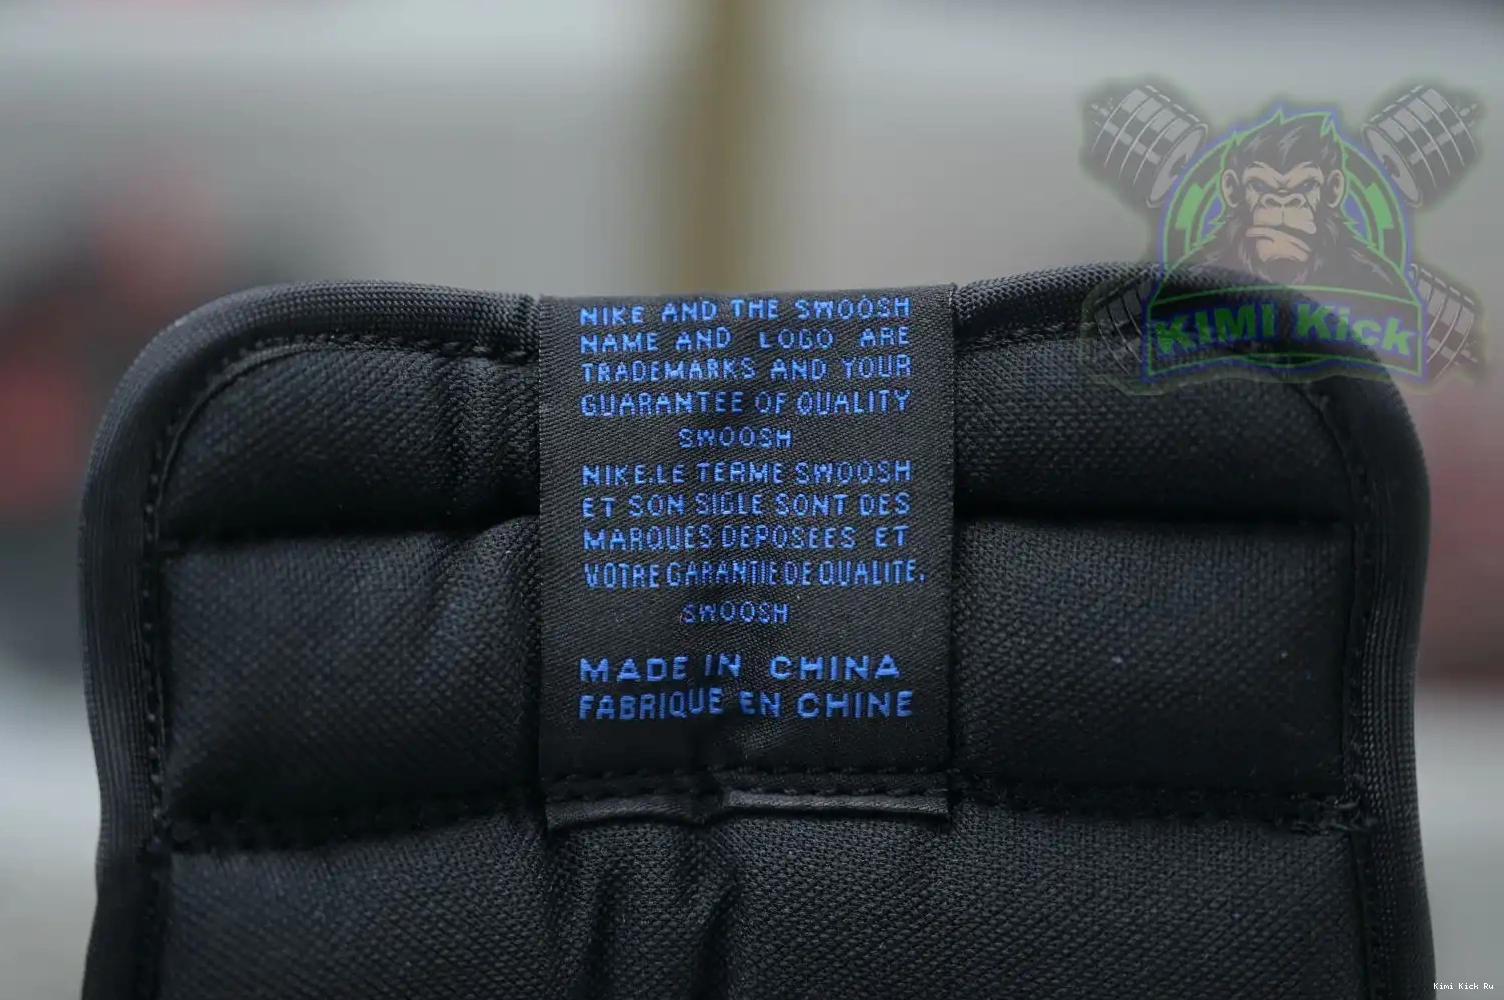 NIKE AND THE SWOOSH
NAME AND LOGO ARE
TRADEMARKS AND YOUR
GUARANTEE OF QUALITY
SWOOSH
NIKE.LE TERME SWOOSH
ET SON SIGLE SONT DES
MARQUES DEPOSEES ET
VOTRE GARANTIE DE QUALITE.
SWOOSH
MADE IN CHINA
FABRIQUE EN CHINE
KIMI Kick
Kimi Kick Ru